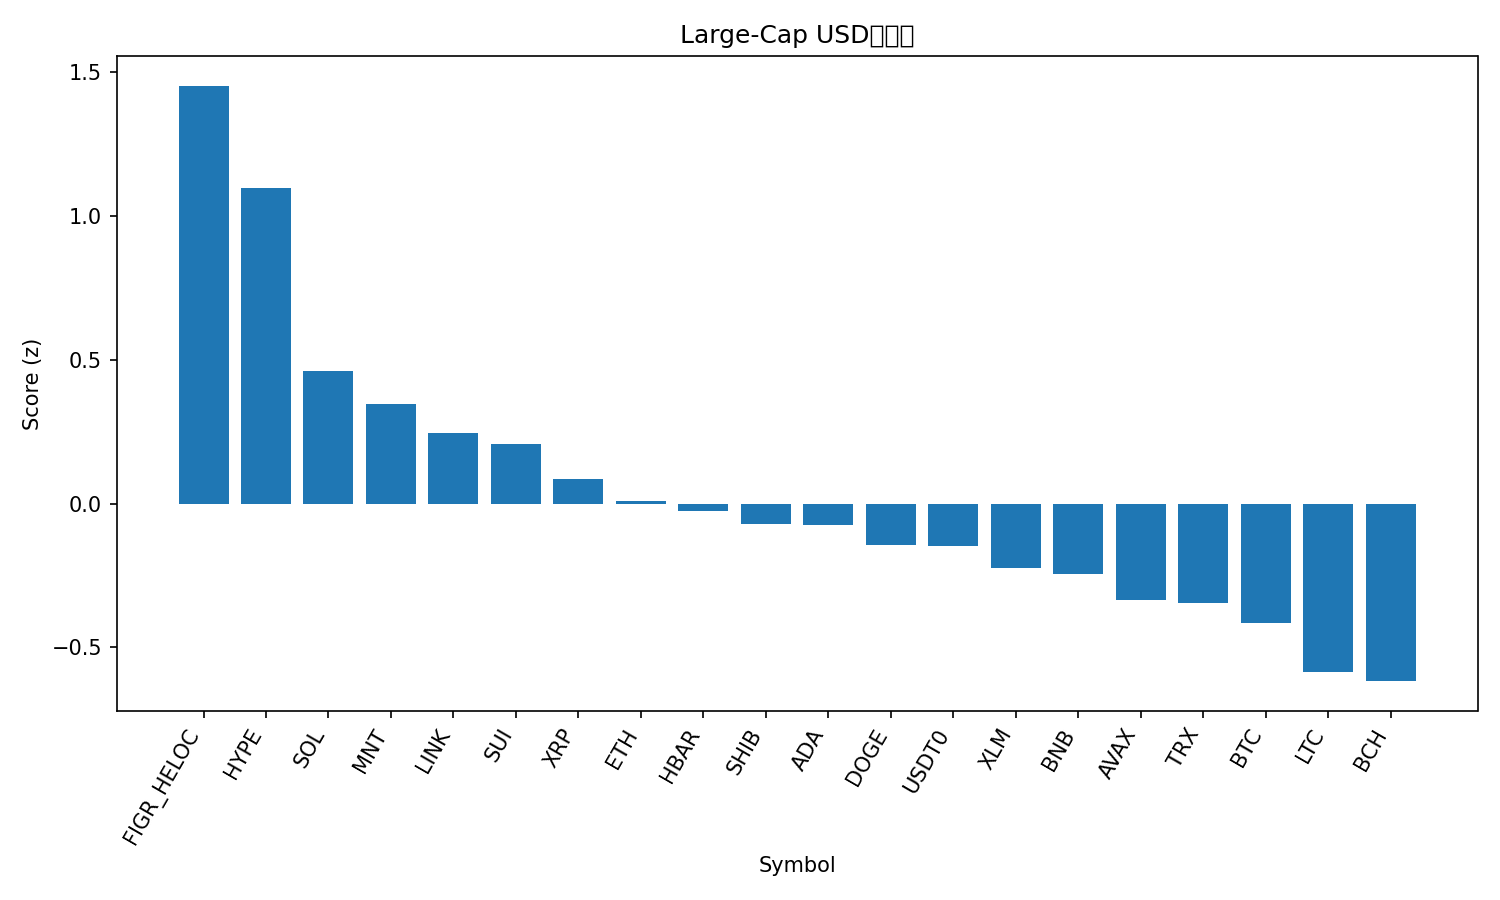 Large-Cap USD
Score (z)
1.5
1.0
0.5
0.0
−0.5
FIGR_HELOC
HYPE
SOL
MNT
LINK
SUI
XRP
ETH
HBAR
SHIB
ADA
DOGE
USDT0
XLM
BNB
AVAX
TRX
BTC
LTC
BCH
Symbol